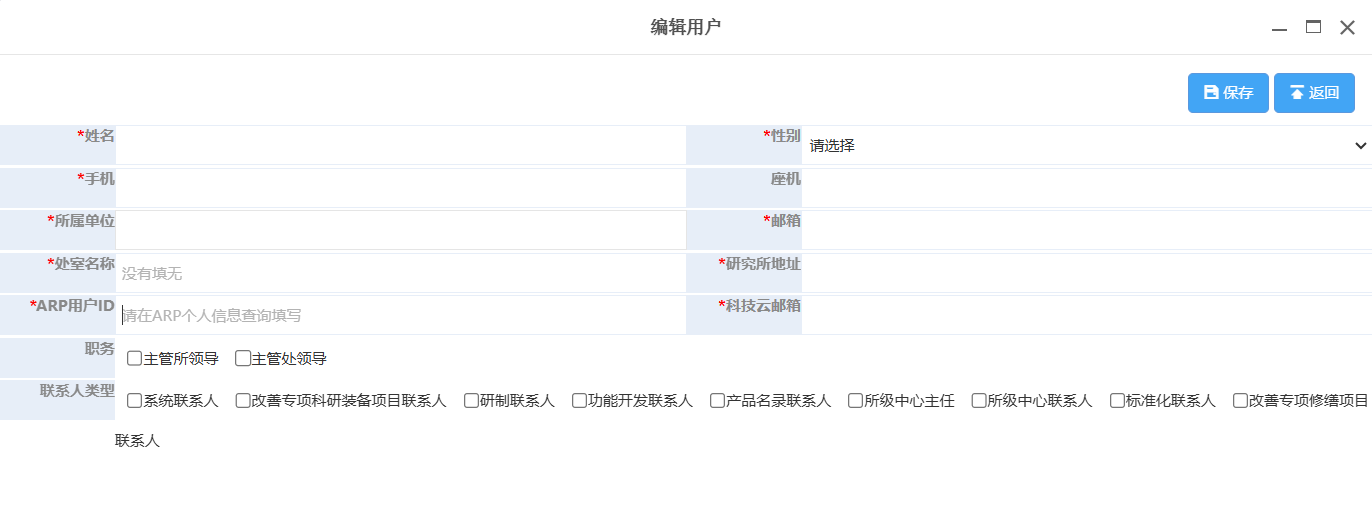 编辑用户
保存 返回
*姓名 *性别 请选择
*手机 座机
*所属单位 *邮箱
*处室名称 没有填无 *研究所地址
*ARP用户ID 请在ARP个人信息查询填写 *科技云邮箱
职务 主管所领导 主管处领导
联系人类型 系统联系人 改善专项科研装备项目联系人 研制联系人 功能开发联系人 产品名录联系人 所级中心主任 所级中心联系人 标准化联系人 改善专项修缮项目
联系人